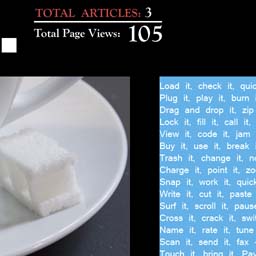 TOTAL ARTICLES: 3
Total Page Views: 105
Load it, check it, quic
Plug it, play it, burn
Drag and drop it, zip
Lock it, fill it, call it,
View it, code it, jam
Buy it, use it, break
Trash it, change it,
Charge it, point it, zo
Snap it, work it, quick
Write it, cut it, paste
Surf it, scroll it, pause
Cross it, crack it, swit
Name it, rate it, tune
Scan it, send it, fax -
Touch it, bring it, Pay